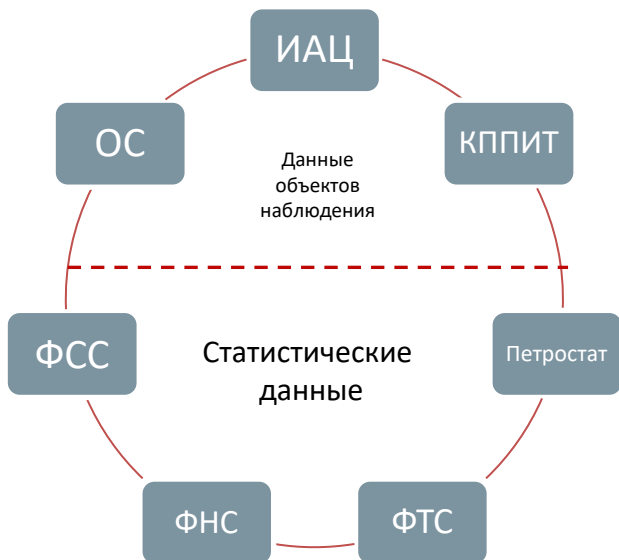 ИАЦ
ОС
КППИТ
Данные
объектов
наблюдения
ФСС
Статистические
данные
Петростат
ФНС
ФТС